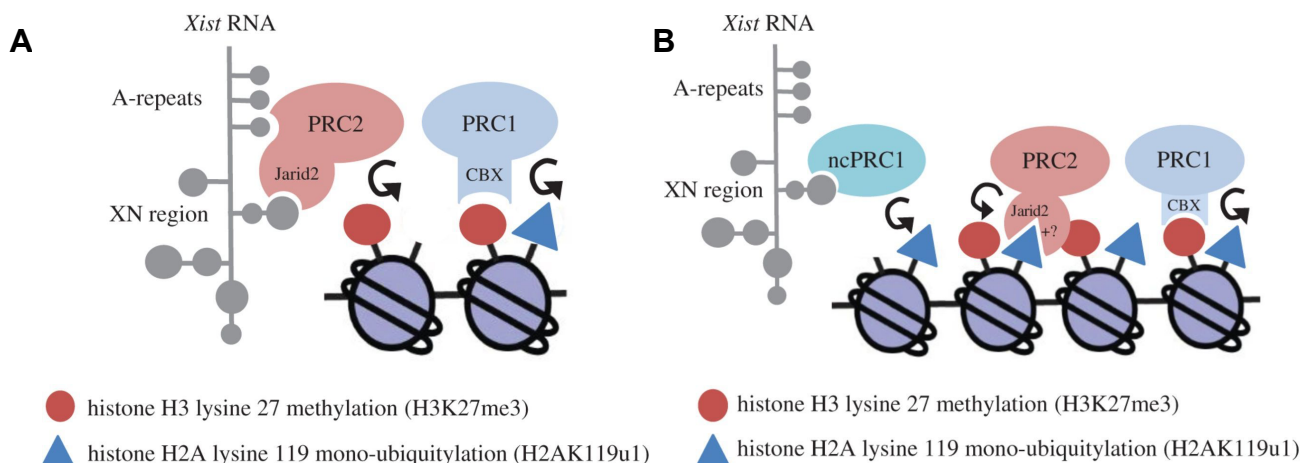 A
Xist RNA
A-repeats
PRC2
Jarid2
XN region
PRC1
CBX
histone H3 lysine 27 methylation (H3K27me3)
histone H2A lysine 119 mono-ubiquitylation (H2AK119u1)
B
Xist RNA
A-repeats
ncPRC1
XN region
PRC2
Jarid2
+?
PRC1
CBX
histone H3 lysine 27 methylation (H3K27me3)
histone H2A lysine 119 mono-ubiquitylation (H2AK119u1)